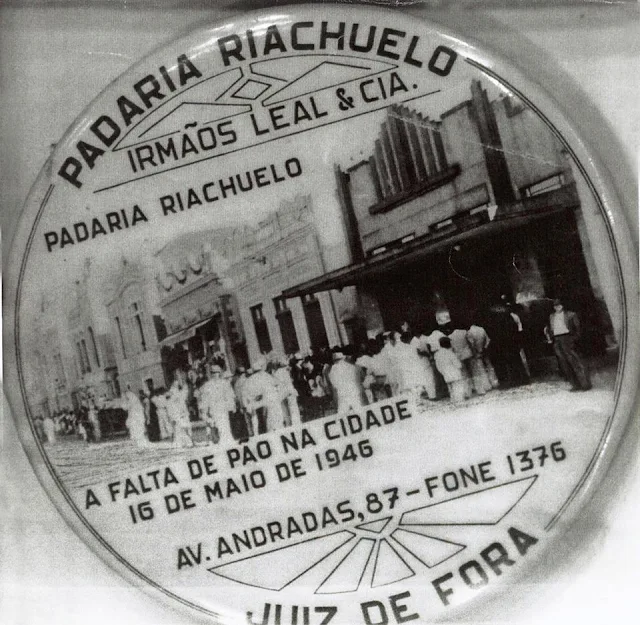 PADARIA RIACHUELO
IRMÃOS LEAL & CIA.
PADARIA RIACHUELO
A FALTA DE PÃO NA CIDADE
16 DE MAIO DE 1946
AV. ANDRADAS, 87 - FONE 1376
JUIZ DE FORA